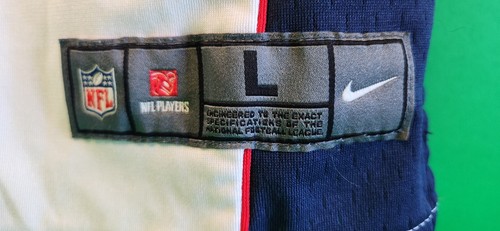 NFL
NFL PLAYERS
L
ENGINEERED TO THE EXACT
SPECIFICATIONS OF THE
NATIONAL FOOTBALL LEAGUE.